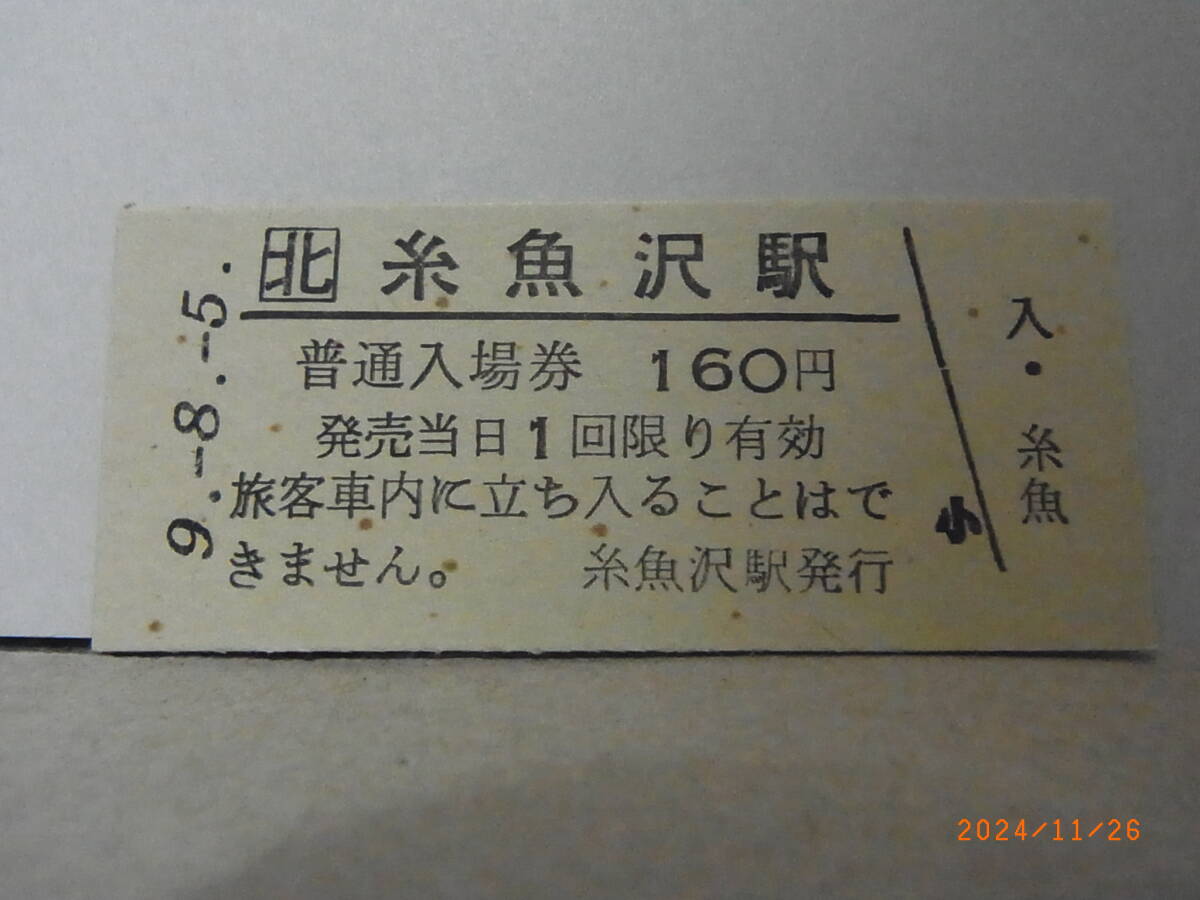 北 糸魚沢駅
普通入場券 160円
発売当日1回限り有効
旅客車内に立ち入ることはで
きません。 糸魚沢駅発行
9.-8.-5.
小
入・糸魚
2024/11/26